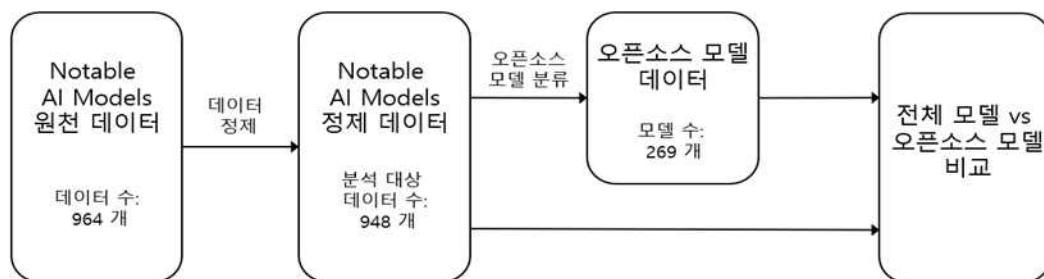 Notable
AI Models
원천 데이터
데이터 수:
964 개
데이터
정제
Notable
AI Models
정제 데이터
분석 대상
데이터 수:
948 개
오픈소스
모델 분류
오픈소스 모델
데이터
모델 수:
269 개
전체 모델 vs
오픈소스 모델
비교